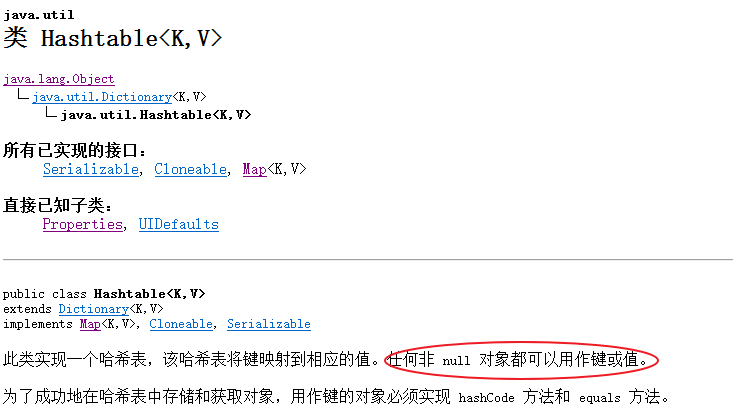 java.util
类 Hashtable<K,V>
java.lang.Object
java.util.Dictionary<K,V>
java.util.Hashtable<K,V>
所有已实现的接口：
Serializable, Cloneable, Map<K,V>
直接已知子类：
Properties, UIDefaults
public class Hashtable<K,V>
extends Dictionary<K,V>
implements Map<K,V>, Cloneable, Serializable
此类实现一个哈希表，该哈希表将键映射到相应的值。任何非 null 对象都可以用作键或值。
为了成功地在哈希表中存储和获取对象，用作键的对象必须实现 hashCode 方法和 equals 方法。